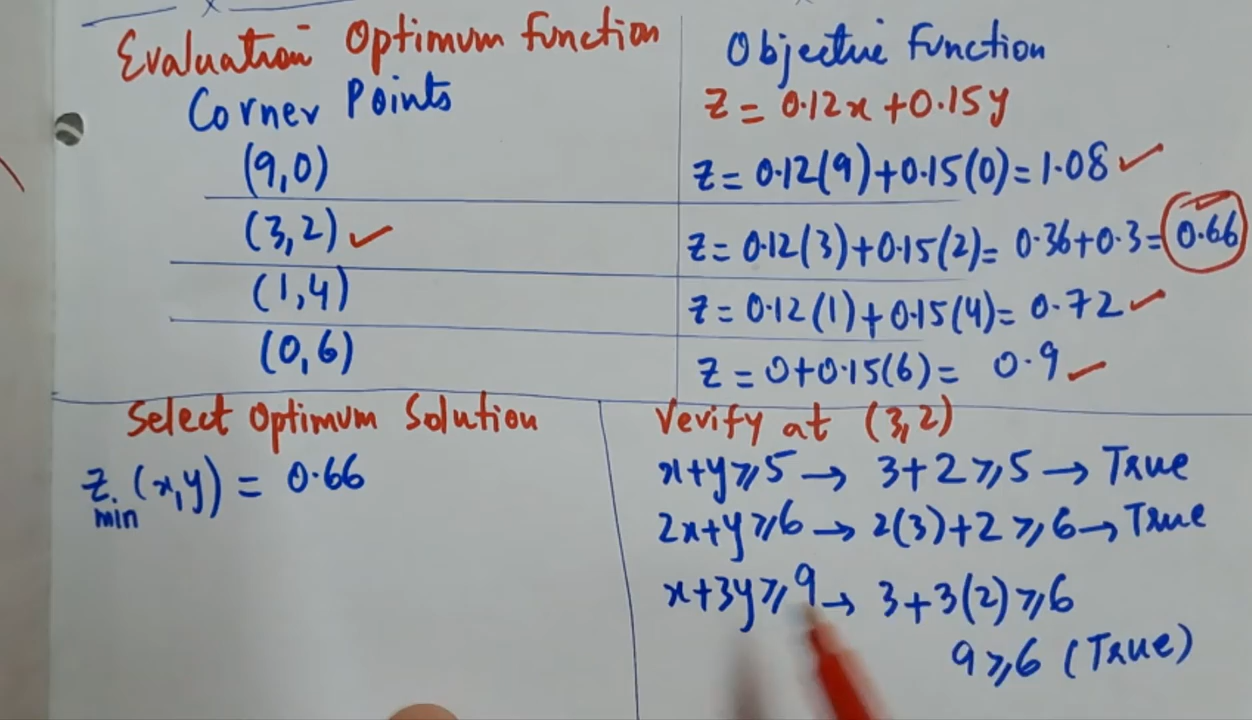 Evaluation Optimum function
Corner Points
(9,0)
(3,2) ✓
(1,4)
(0,6)
Objective function
Z = 0.12x + 0.15y
Z = 0.12(9)+0.15(0)= 1.08 ✓
Z = 0.12(3)+0.15(2)= 0.36+0.3= 0.66
Z = 0.12(1)+0.15(4)= 0.72 ✓
Z = 0+0.15(6)= 0.9 ✓
Select Optimum Solution
Z min (x,y) = 0.66
Verify at (3,2)
x+y⩾5 → 3+2⩾5 → True
2x+y⩾6 → 2(3)+2⩾6 → True
x+3y⩾9 → 3+3(2)⩾6
9⩾6 (True)